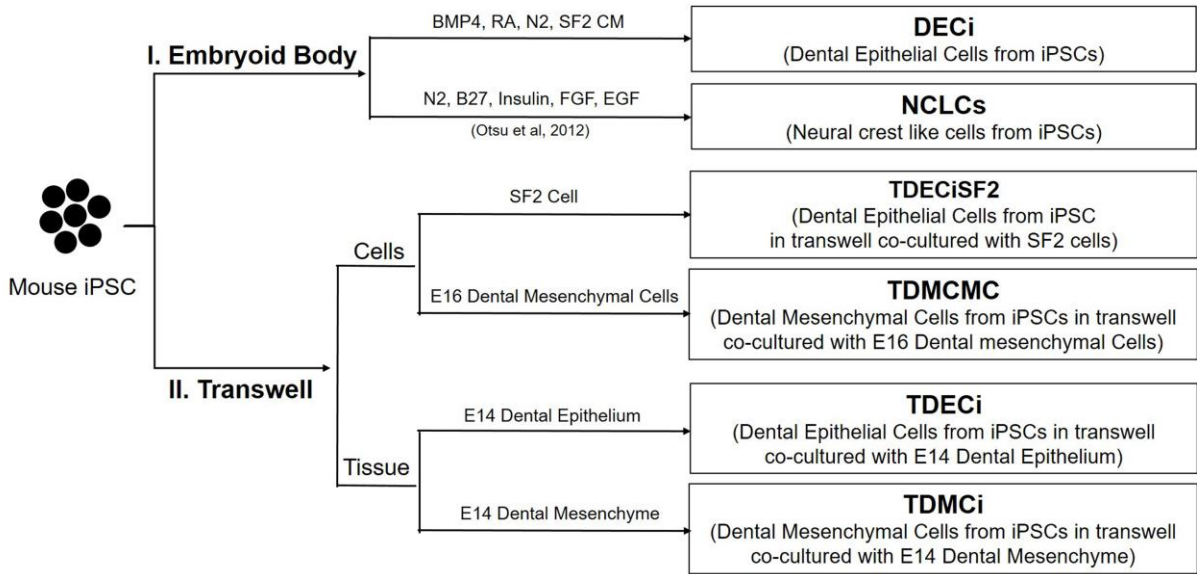 BMP4, RA, N2, SF2 CM
I. Embryoid Body
DECi
(Dental Epithelial Cells from iPSCs)
N2, B27, Insulin, FGF, EGF
(Otsu et al, 2012)
NCLCs
(Neural crest like cells from iPSCs)
Mouse iPSC
II. Transwell
Cells
SF2 Cell
TDECiSF2
(Dental Epithelial Cells from iPSC
in transwell co-cultured with SF2 cells)
E16 Dental Mesenchymal Cells
TDMCMC
(Dental Mesenchymal Cells from iPSCs in transwell
co-cultured with E16 Dental mesenchymal Cells)
Tissue
E14 Dental Epithelium
TDECi
(Dental Epithelial Cells from iPSCs in transwell
co-cultured with E14 Dental Epithelium)
E14 Dental Mesenchyme
TDMCi
(Dental Mesenchymal Cells from iPSCs in transwell
co-cultured with E14 Dental Mesenchyme)